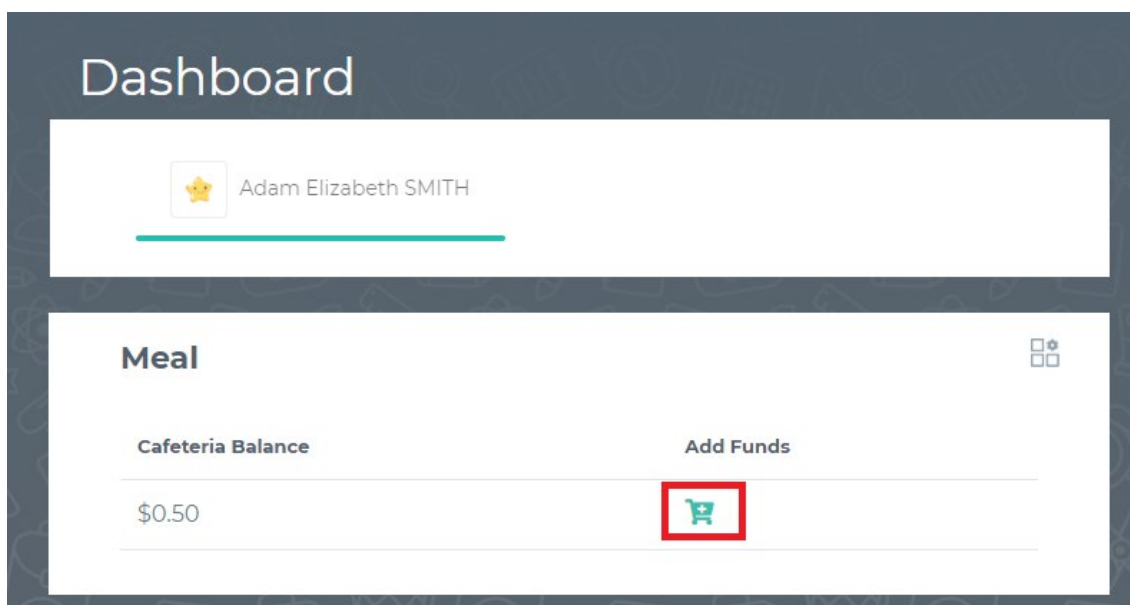 Dashboard
Adam Elizabeth SMITH
Meal
Cafeteria Balance Add Funds
$0.50